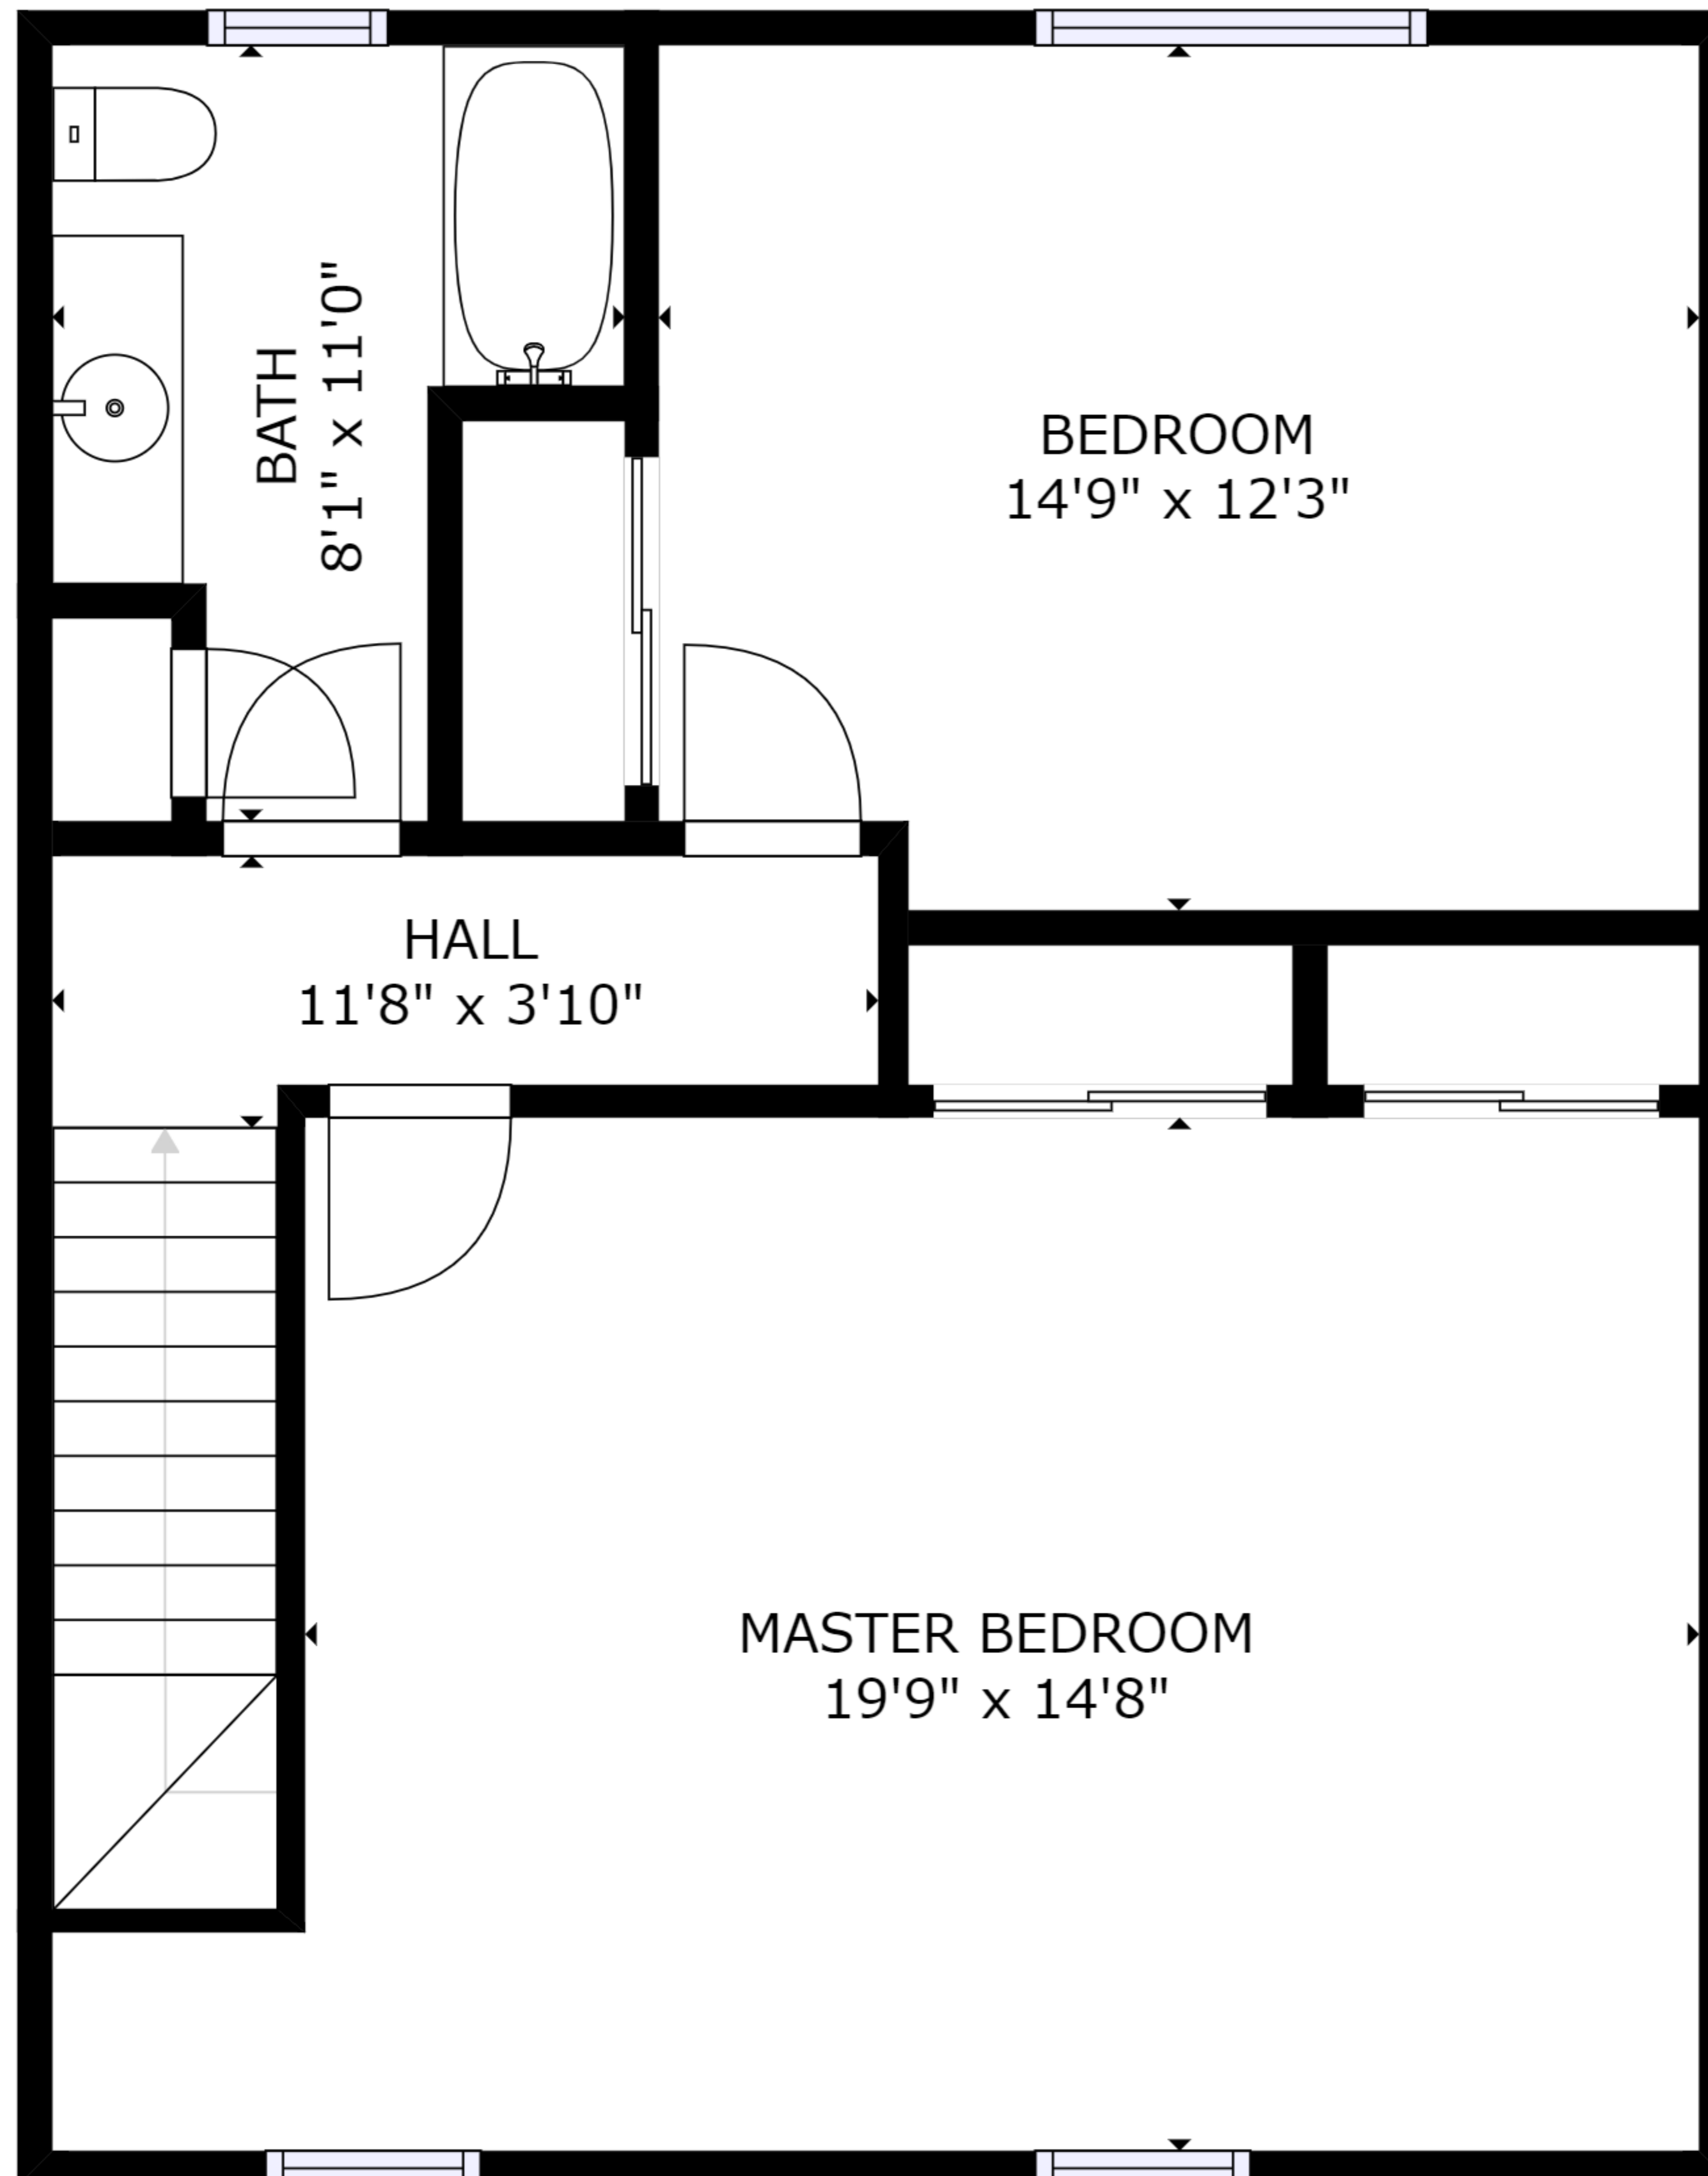 BATH
8'1" x 11'0"
BEDROOM
14'9" x 12'3"
HALL
11'8" x 3'10"
MASTER BEDROOM
19'9" x 14'8"